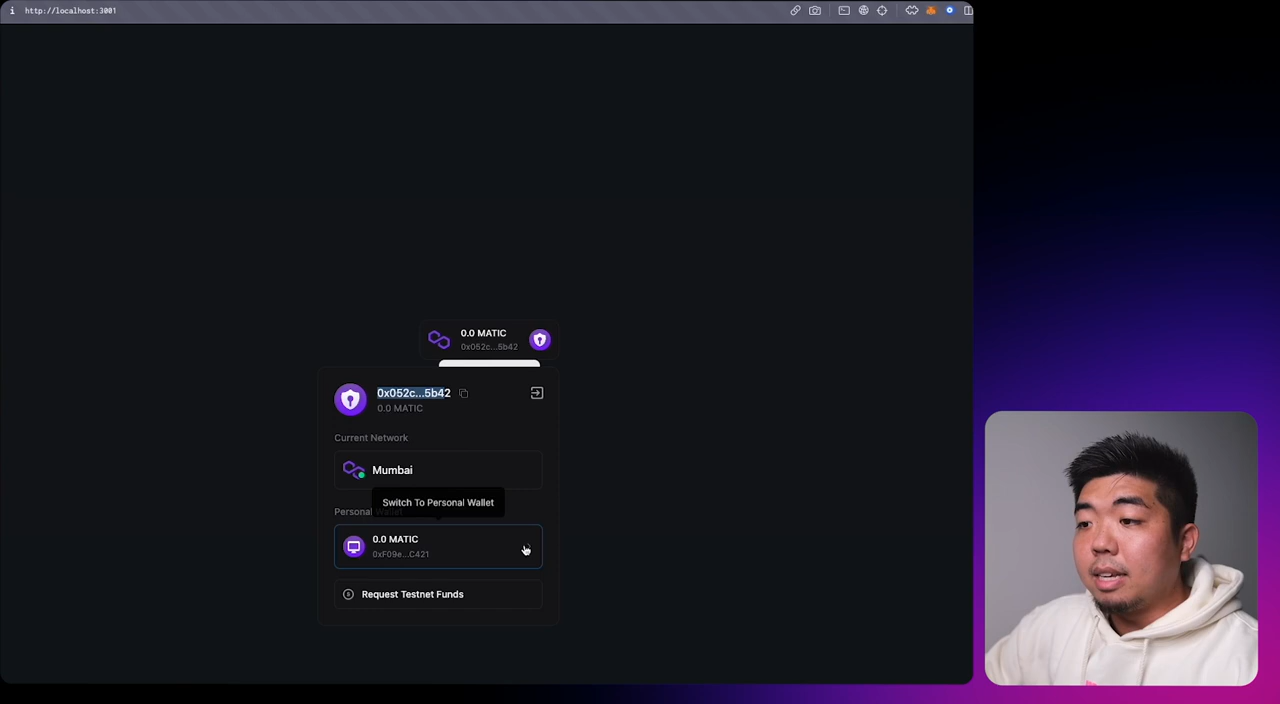 http://localhost:3001
0.0 MATIC
0x052c...5b42
0x052c...5b42
0.0 MATIC
Current Network
Mumbai
Switch To Personal Wallet
Personal Wallet
0.0 MATIC
0xF09e...C421
Request Testnet Funds